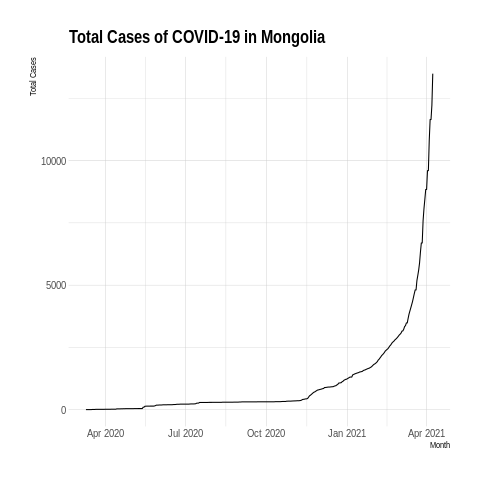 Total Cases of COVID-19 in Mongolia
Total Cases
10000
5000
0
Apr 2020
Jul 2020
Oct 2020
Jan 2021
Apr 2021
Month